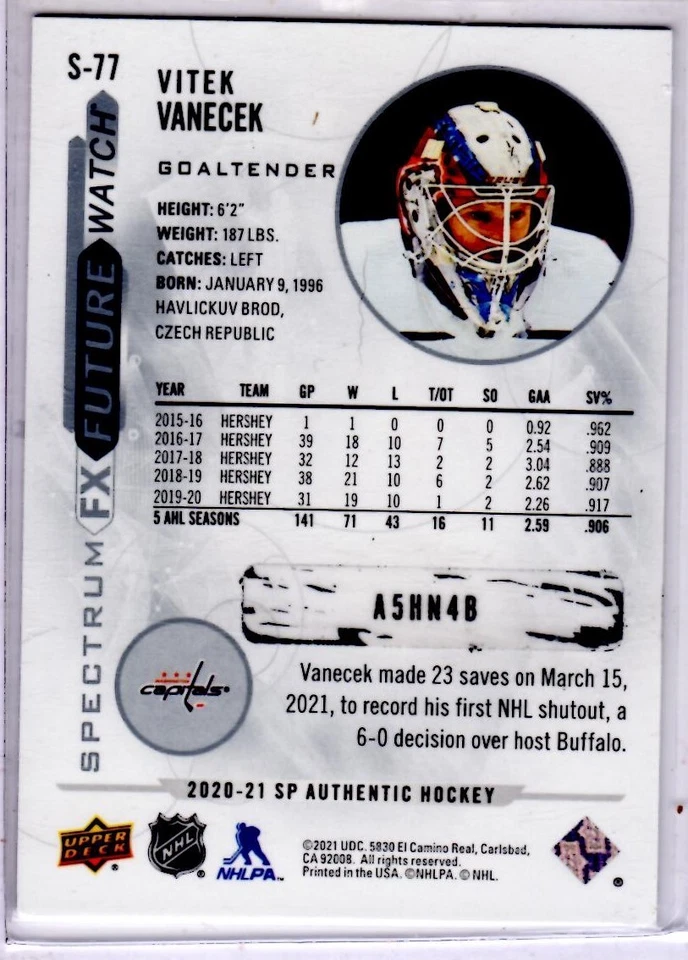 S-77
VITEK
VANECEK
GOALTENDER
HEIGHT: 6'2"
WEIGHT: 187 LBS.
CATCHES: LEFT
BORN: JANUARY 9, 1996
HAVLICKUV BROD,
CZECH REPUBLIC
SPECTRUM FX FUTURE WATCH
YEAR TEAM GP W L T/OT SO GAA SV%
2015-16 HERSHEY 1 1 0 0 0 0.92 .962
2016-17 HERSHEY 39 18 10 7 5 2.54 .909
2017-18 HERSHEY 32 12 13 2 2 3.04 .888
2018-19 HERSHEY 38 21 10 6 2 2.62 .907
2019-20 HERSHEY 31 19 10 1 2 2.26 .917
5 AHL SEASONS 141 71 43 16 11 2.59 .906
A5HN4B
capitals
Vanecek made 23 saves on March 15,
2021, to record his first NHL shutout, a
6-0 decision over host Buffalo.
2020-21 SP AUTHENTIC HOCKEY
UPPER
DECK
NHL
NHLPA
©2021 UDC. 5830 El Camino Real, Carlsbad,
CA 92008. All rights reserved.
Printed in the USA. ©NHLPA. © NHL.